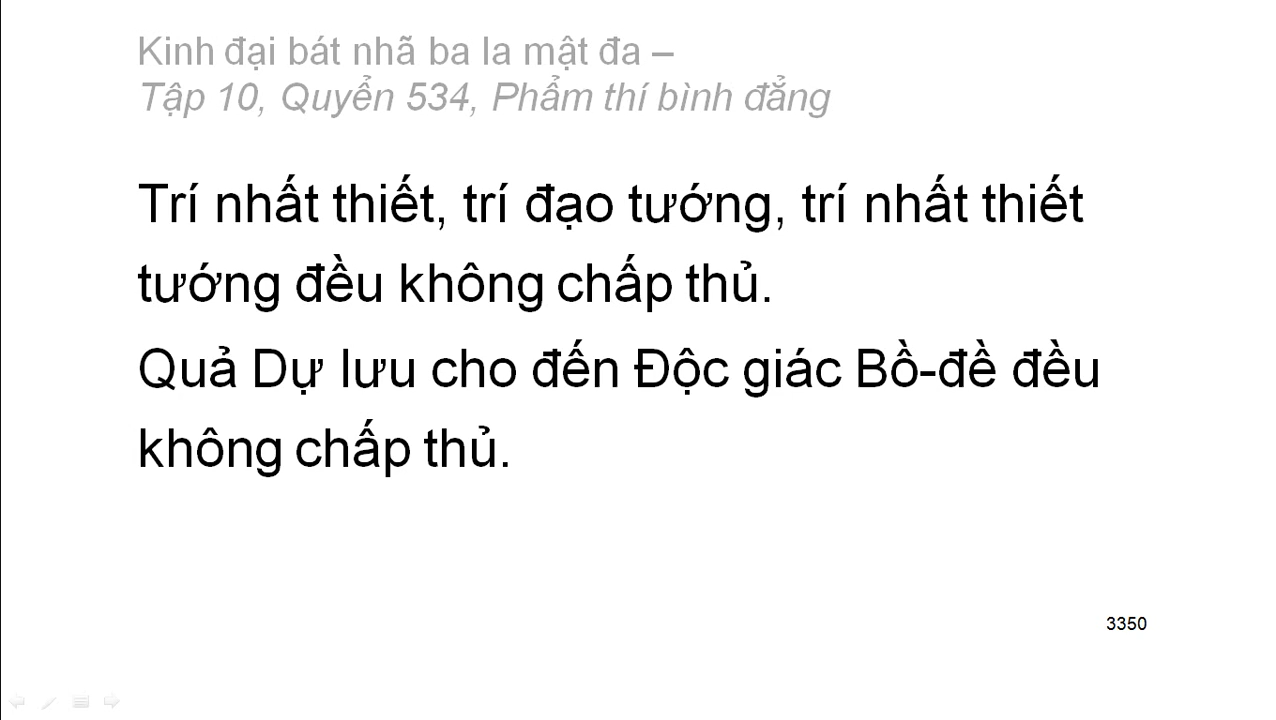 Kinh đại bát nhã ba la mật đa –
Tập 10, Quyển 534, Phẩm thí bình đẳng
Trí nhất thiết, trí đạo tướng, trí nhất thiết
tướng đều không chấp thủ.
Quả Dự lưu cho đến Độc giác Bồ-đề đều
không chấp thủ.
3350